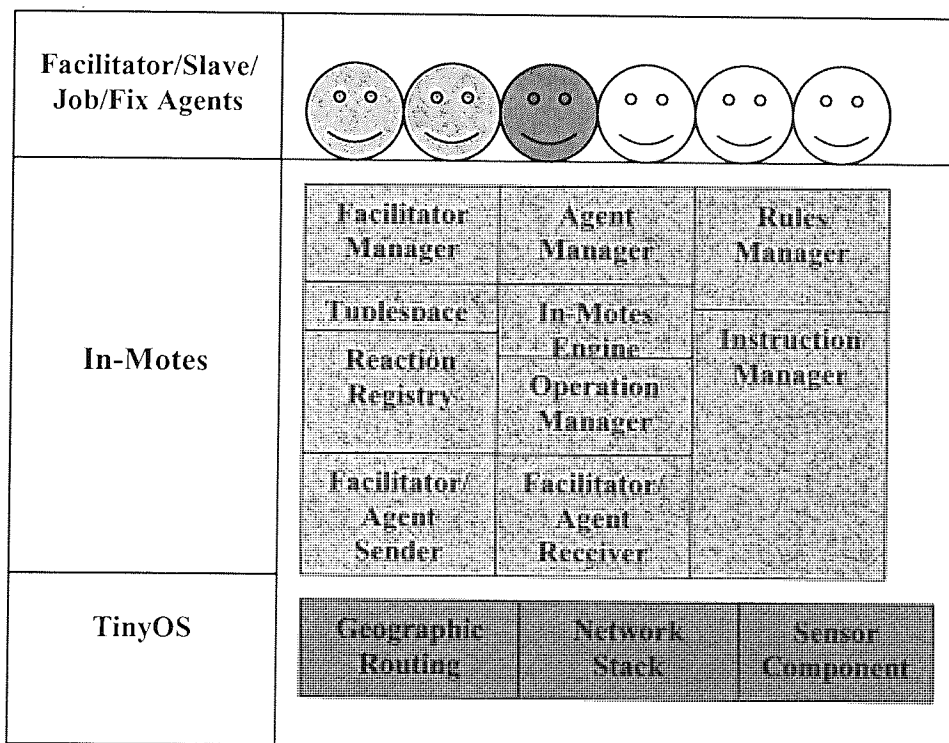 Facilitator/Slave/
Job/Fix Agents
In-Motes
Facilitator
Manager
Agent
Manager
Rules
Manager
Tuplespace
In-Motes
Engine
Reaction
Registry
Operation
Manager
Instruction
Manager
Facilitator/
Agent
Sender
Facilitator/
Agent
Receiver
TinyOS
Geographic
Routing
Network
Stack
Sensor
Component